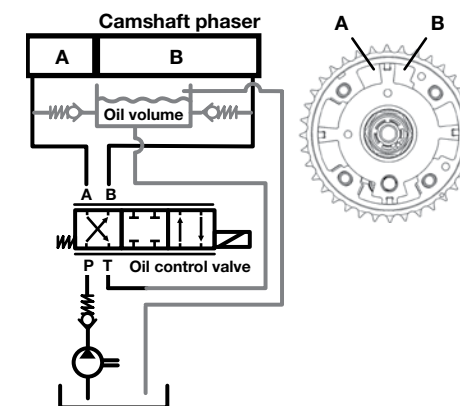 Camshaft phaser
A B
A B
Oil volume
A B
P T Oil control valve